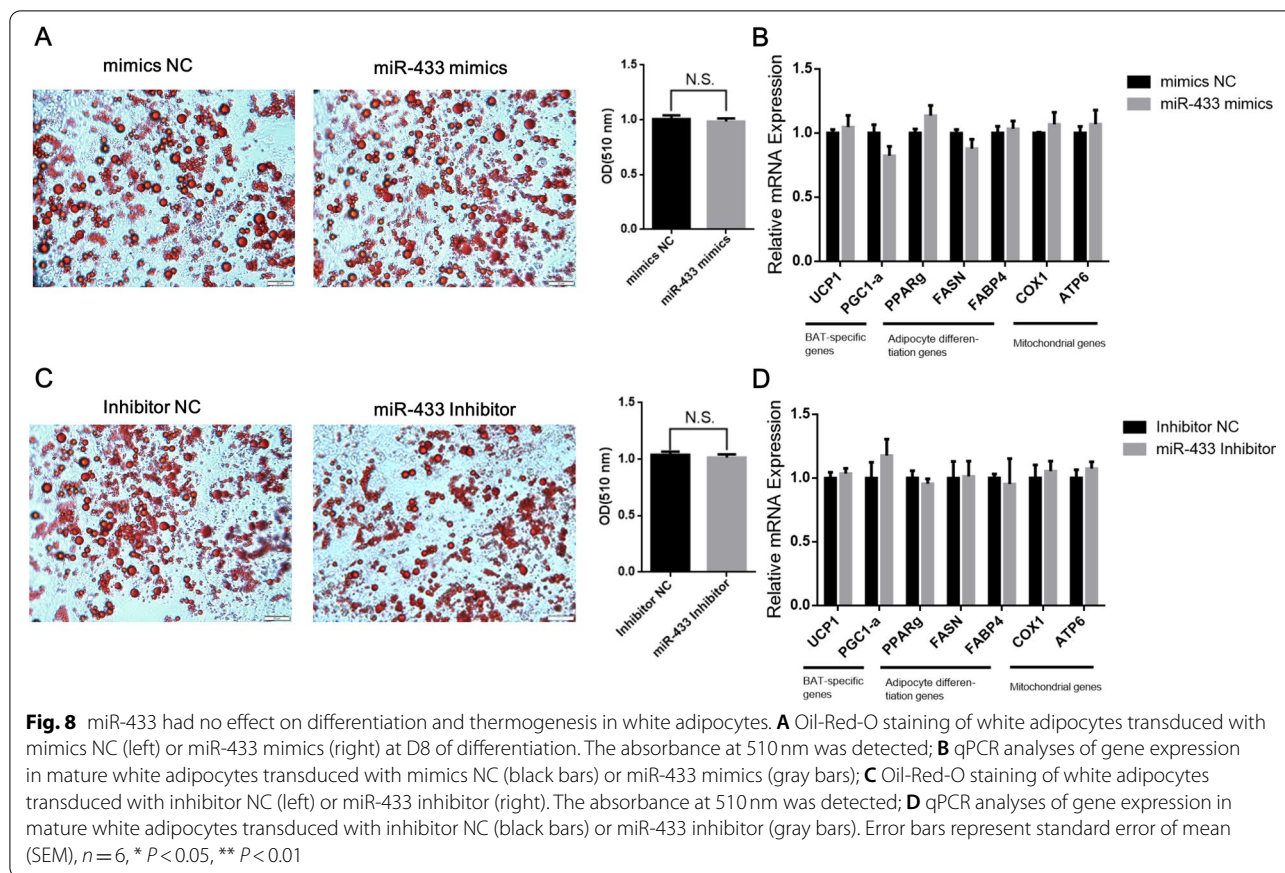 A
mimics NC
miR-433 mimics
N.S.
OD(510 nm)
1.5
1.0
0.5
0.0
mimics NC
miR-433 mimics
B
Relative mRNA Expression
1.5
1.0
0.5
0.0
mimics NC
miR-433 mimics
UCP1
PGC1-a
PPARg
FASN
FABP4
COX1
ATP6
BAT-specific
genes
Adipocyte differen-
tiation genes
Mitochondrial genes
C
Inhibitor NC
miR-433 Inhibitor
N.S.
OD(510 nm)
1.5
1.0
0.5
0.0
Inhibitor NC
miR-433 Inhibitor
D
Relative mRNA Expression
1.5
1.0
0.5
0.0
Inhibitor NC
miR-433 Inhibitor
UCP1
PGC1-a
PPARg
FASN
FABP4
COX1
ATP6
BAT-specific
genes
Adipocyte differen-
tiation genes
Mitochondrial genes
Fig. 8 miR-433 had no effect on differentiation and thermogenesis in white adipocytes. A Oil-Red-O staining of white adipocytes transduced with
mimics NC (left) or miR-433 mimics (right) at D8 of differentiation. The absorbance at 510 nm was detected; B qPCR analyses of gene expression
in mature white adipocytes transduced with mimics NC (black bars) or miR-433 mimics (gray bars); C Oil-Red-O staining of white adipocytes
transduced with inhibitor NC (left) or miR-433 inhibitor (right). The absorbance at 510 nm was detected; D qPCR analyses of gene expression in
mature white adipocytes transduced with inhibitor NC (black bars) or miR-433 inhibitor (gray bars). Error bars represent standard error of mean
(SEM), n = 6, * P < 0.05, ** P < 0.01